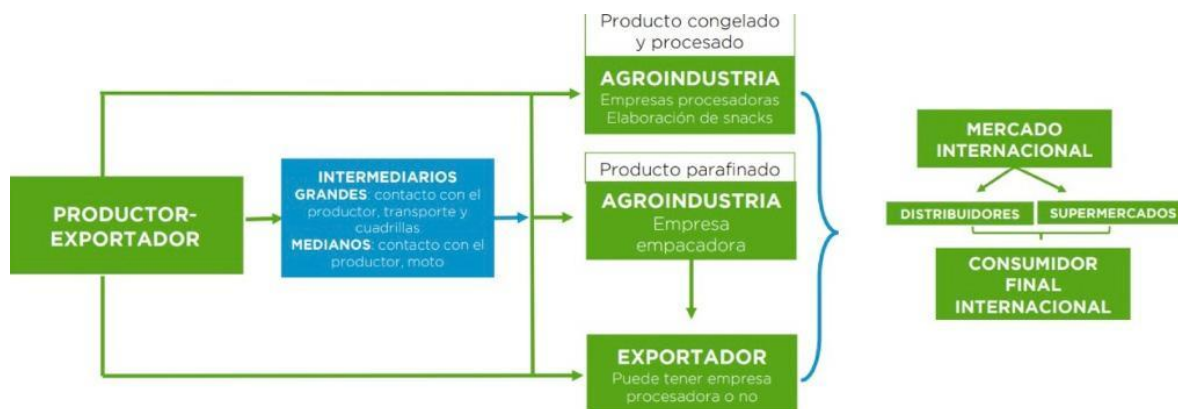 Producto congelado
y procesado
AGROINDUSTRIA
Empresas procesadoras
Elaboración de snacks
PRODUCTOR-
EXPORTADOR
INTERMEDIARIOS
GRANDES: contacto con el
productor, transporte y
cuadrillas
MEDIANOS: contacto con el
productor, moto
Producto parafinado
AGROINDUSTRIA
Empresa
empacadora
EXPORTADOR
Puede tener empresa
procesadora o no
MERCADO
INTERNACIONAL
DISTRIBUIDORES
SUPERMERCADOS
CONSUMIDOR
FINAL
INTERNACIONAL